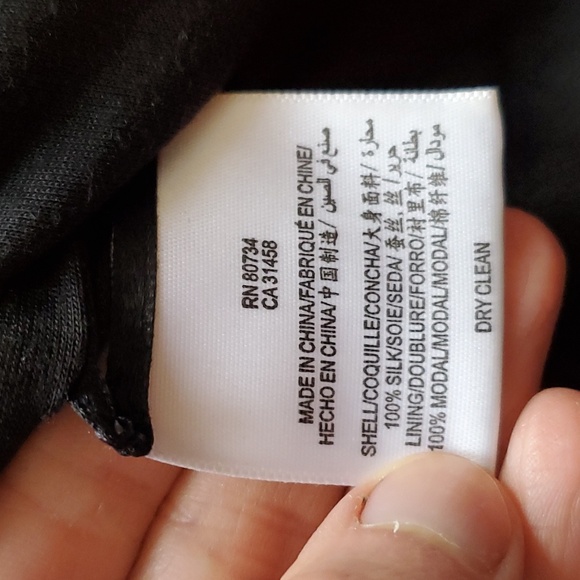 RN 80734
CA 31458
MADE IN CHINA/FABRIQUÉ EN CHINE/
HECHO EN CHINA/中国制造/ صنع في الصين
SHELL/COQUILLE/CONCHA/大身面料/ محارة
100% SILK/SOIE/SEDA/ 蚕丝, 丝 / حرير
LINING/DOUBLURE/FORRO/衬里布/ بطانة
100% MODAL/MODAL/MODAL/棉纤维/ مودال
DRY CLEAN